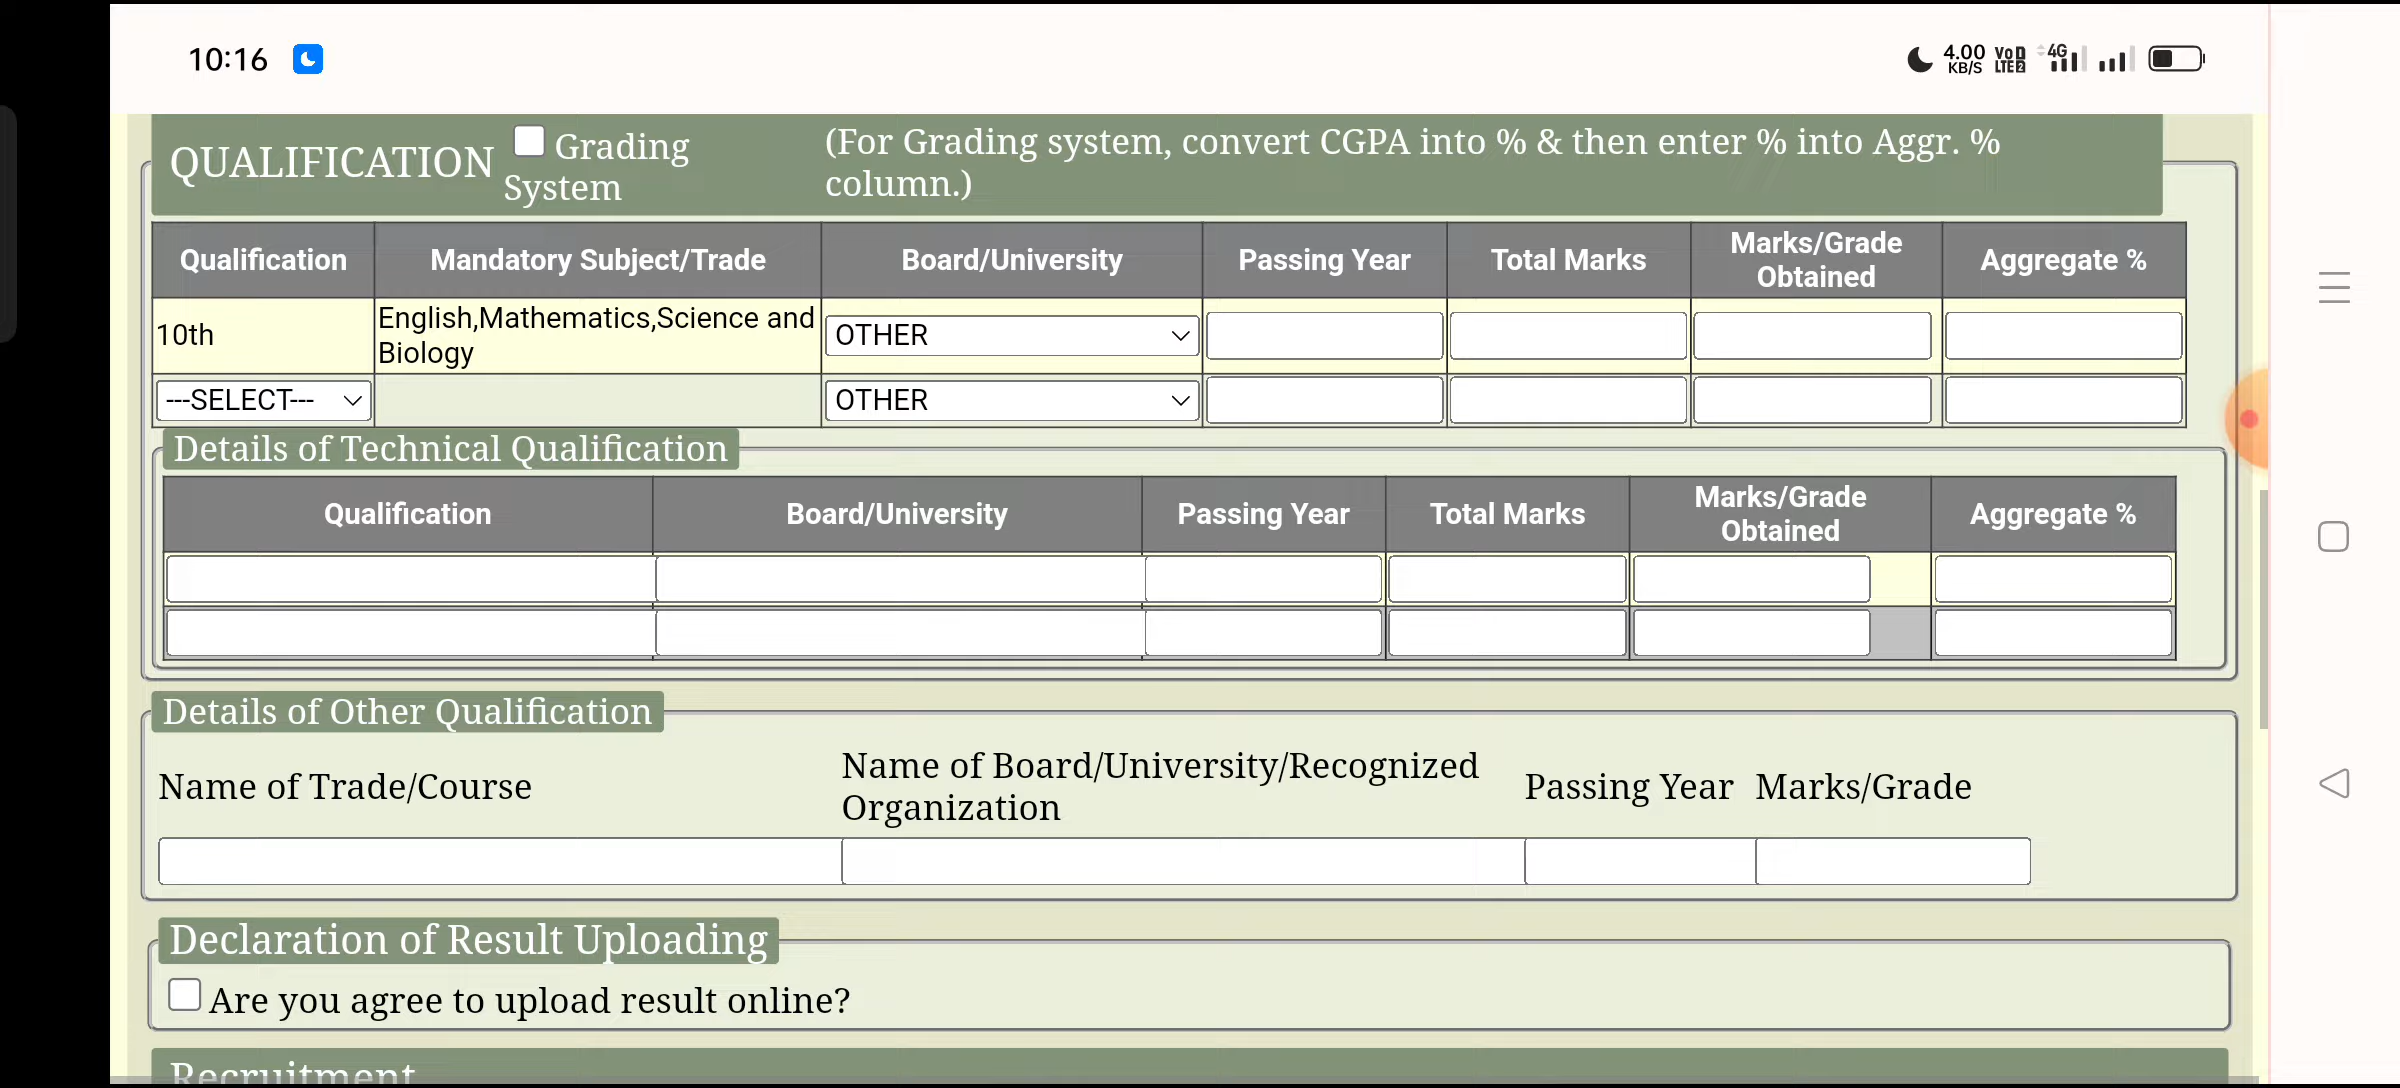 10:16
4.00 KB/S VoD LTE2 4G
QUALIFICATION
Grading System
(For Grading system, convert CGPA into % & then enter % into Aggr. %
column.)
Qualification Mandatory Subject/Trade Board/University Passing Year Total Marks Marks/Grade Obtained Aggregate %
10th English,Mathematics,Science and Biology OTHER
---SELECT--- OTHER
Details of Technical Qualification
Qualification Board/University Passing Year Total Marks Marks/Grade Obtained Aggregate %
Details of Other Qualification
Name of Trade/Course Name of Board/University/Recognized Organization Passing Year Marks/Grade
Declaration of Result Uploading
Are you agree to upload result online?
Recruitment